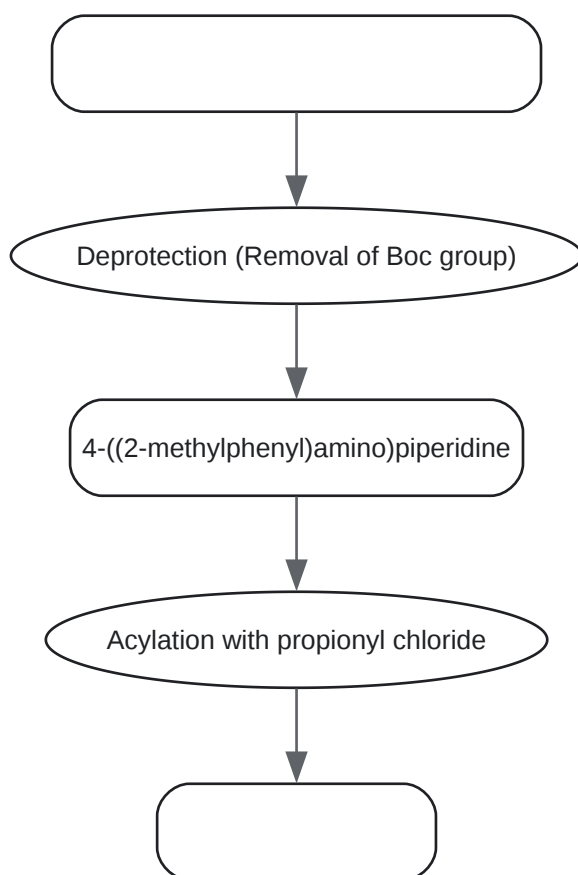 Deprotection (Removal of Boc group)
4-((2-methylphenyl)amino)piperidine
Acylation with propionyl chloride